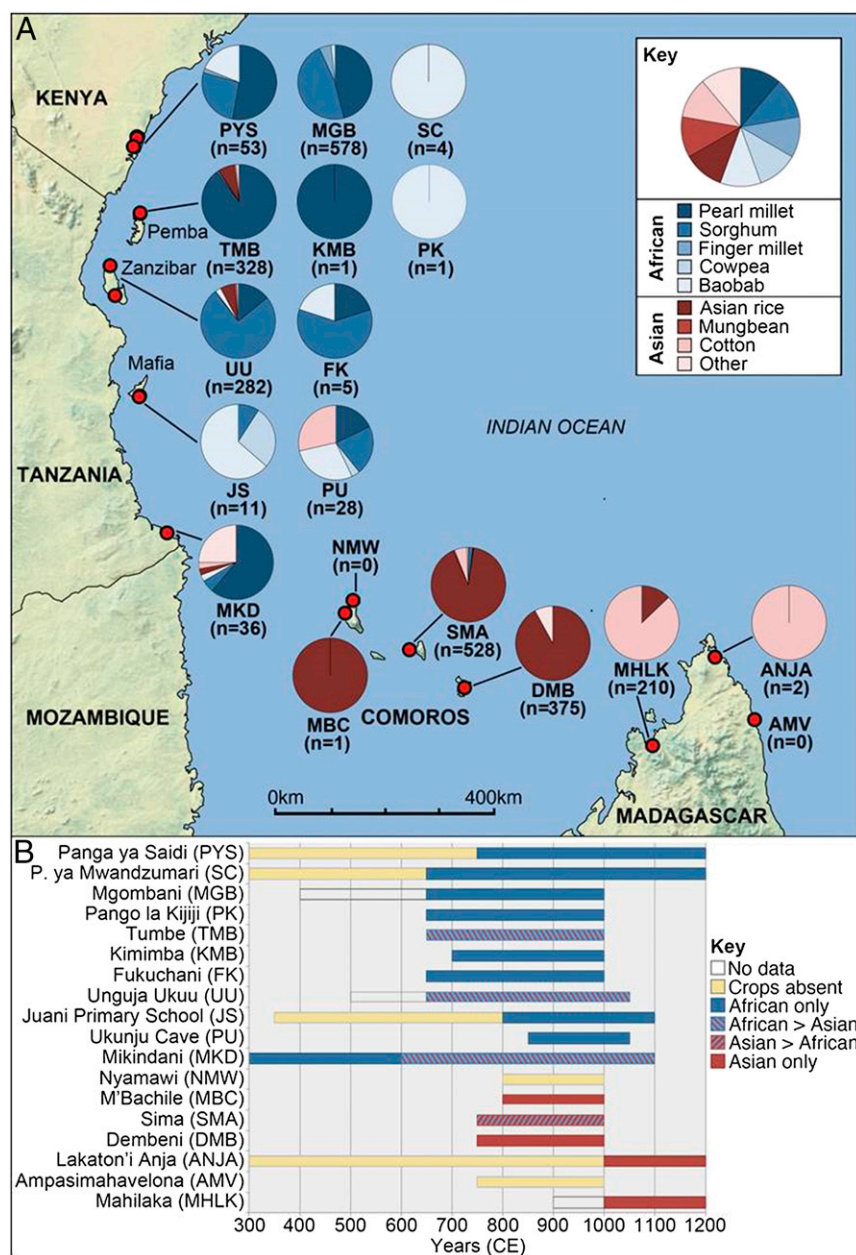 A
KENYA
PYS
(n=53)
MGB
(n=578)
SC
(n=4)
Key
African
Pearl millet
Sorghum
Finger millet
Cowpea
Baobab
Asian
Asian rice
Mungbean
Cotton
Other
Pemba
TMB
(n=328)
KMB
(n=1)
PK
(n=1)
Zanzibar
UU
(n=282)
FK
(n=5)
Mafia
INDIAN OCEAN
TANZANIA
JS
(n=11)
PU
(n=28)
MKD
(n=36)
NMW
(n=0)
SMA
(n=528)
MBC
(n=1)
DMB
(n=375)
MHLK
(n=210)
ANJA
(n=2)
AMV
(n=0)
MOZAMBIQUE
COMOROS
0km
400km
MADAGASCAR
B
Panga ya Saidi (PYS)
P. ya Mwandzumari (SC)
Mgombani (MGB)
Pango la Kijiji (PK)
Tumbe (TMB)
Kimimba (KMB)
Fukuchani (FK)
Unguja Ukuu (UU)
Juani Primary School (JS)
Ukunju Cave (PU)
Mikindani (MKD)
Nyamawi (NMW)
M'Bachile (MBC)
Sima (SMA)
Dembeni (DMB)
Lakaton'i Anja (ANJA)
Ampasimahavelona (AMV)
Mahilaka (MHLK)
300 400 500 600 700 800 900 1000 1100 1200
Years (CE)
Key
No data
Crops absent
African only
African > Asian
Asian > African
Asian only